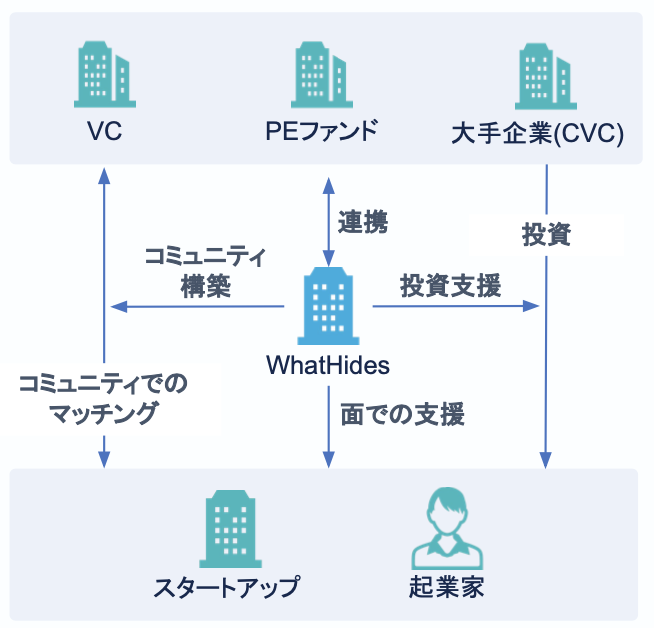 VC
PEファンド
大手企業(CVC)
連携
投資
コミュニティ
構築
投資支援
WhatHides
コミュニティでの
マッチング
面での支援
スタートアップ
起業家